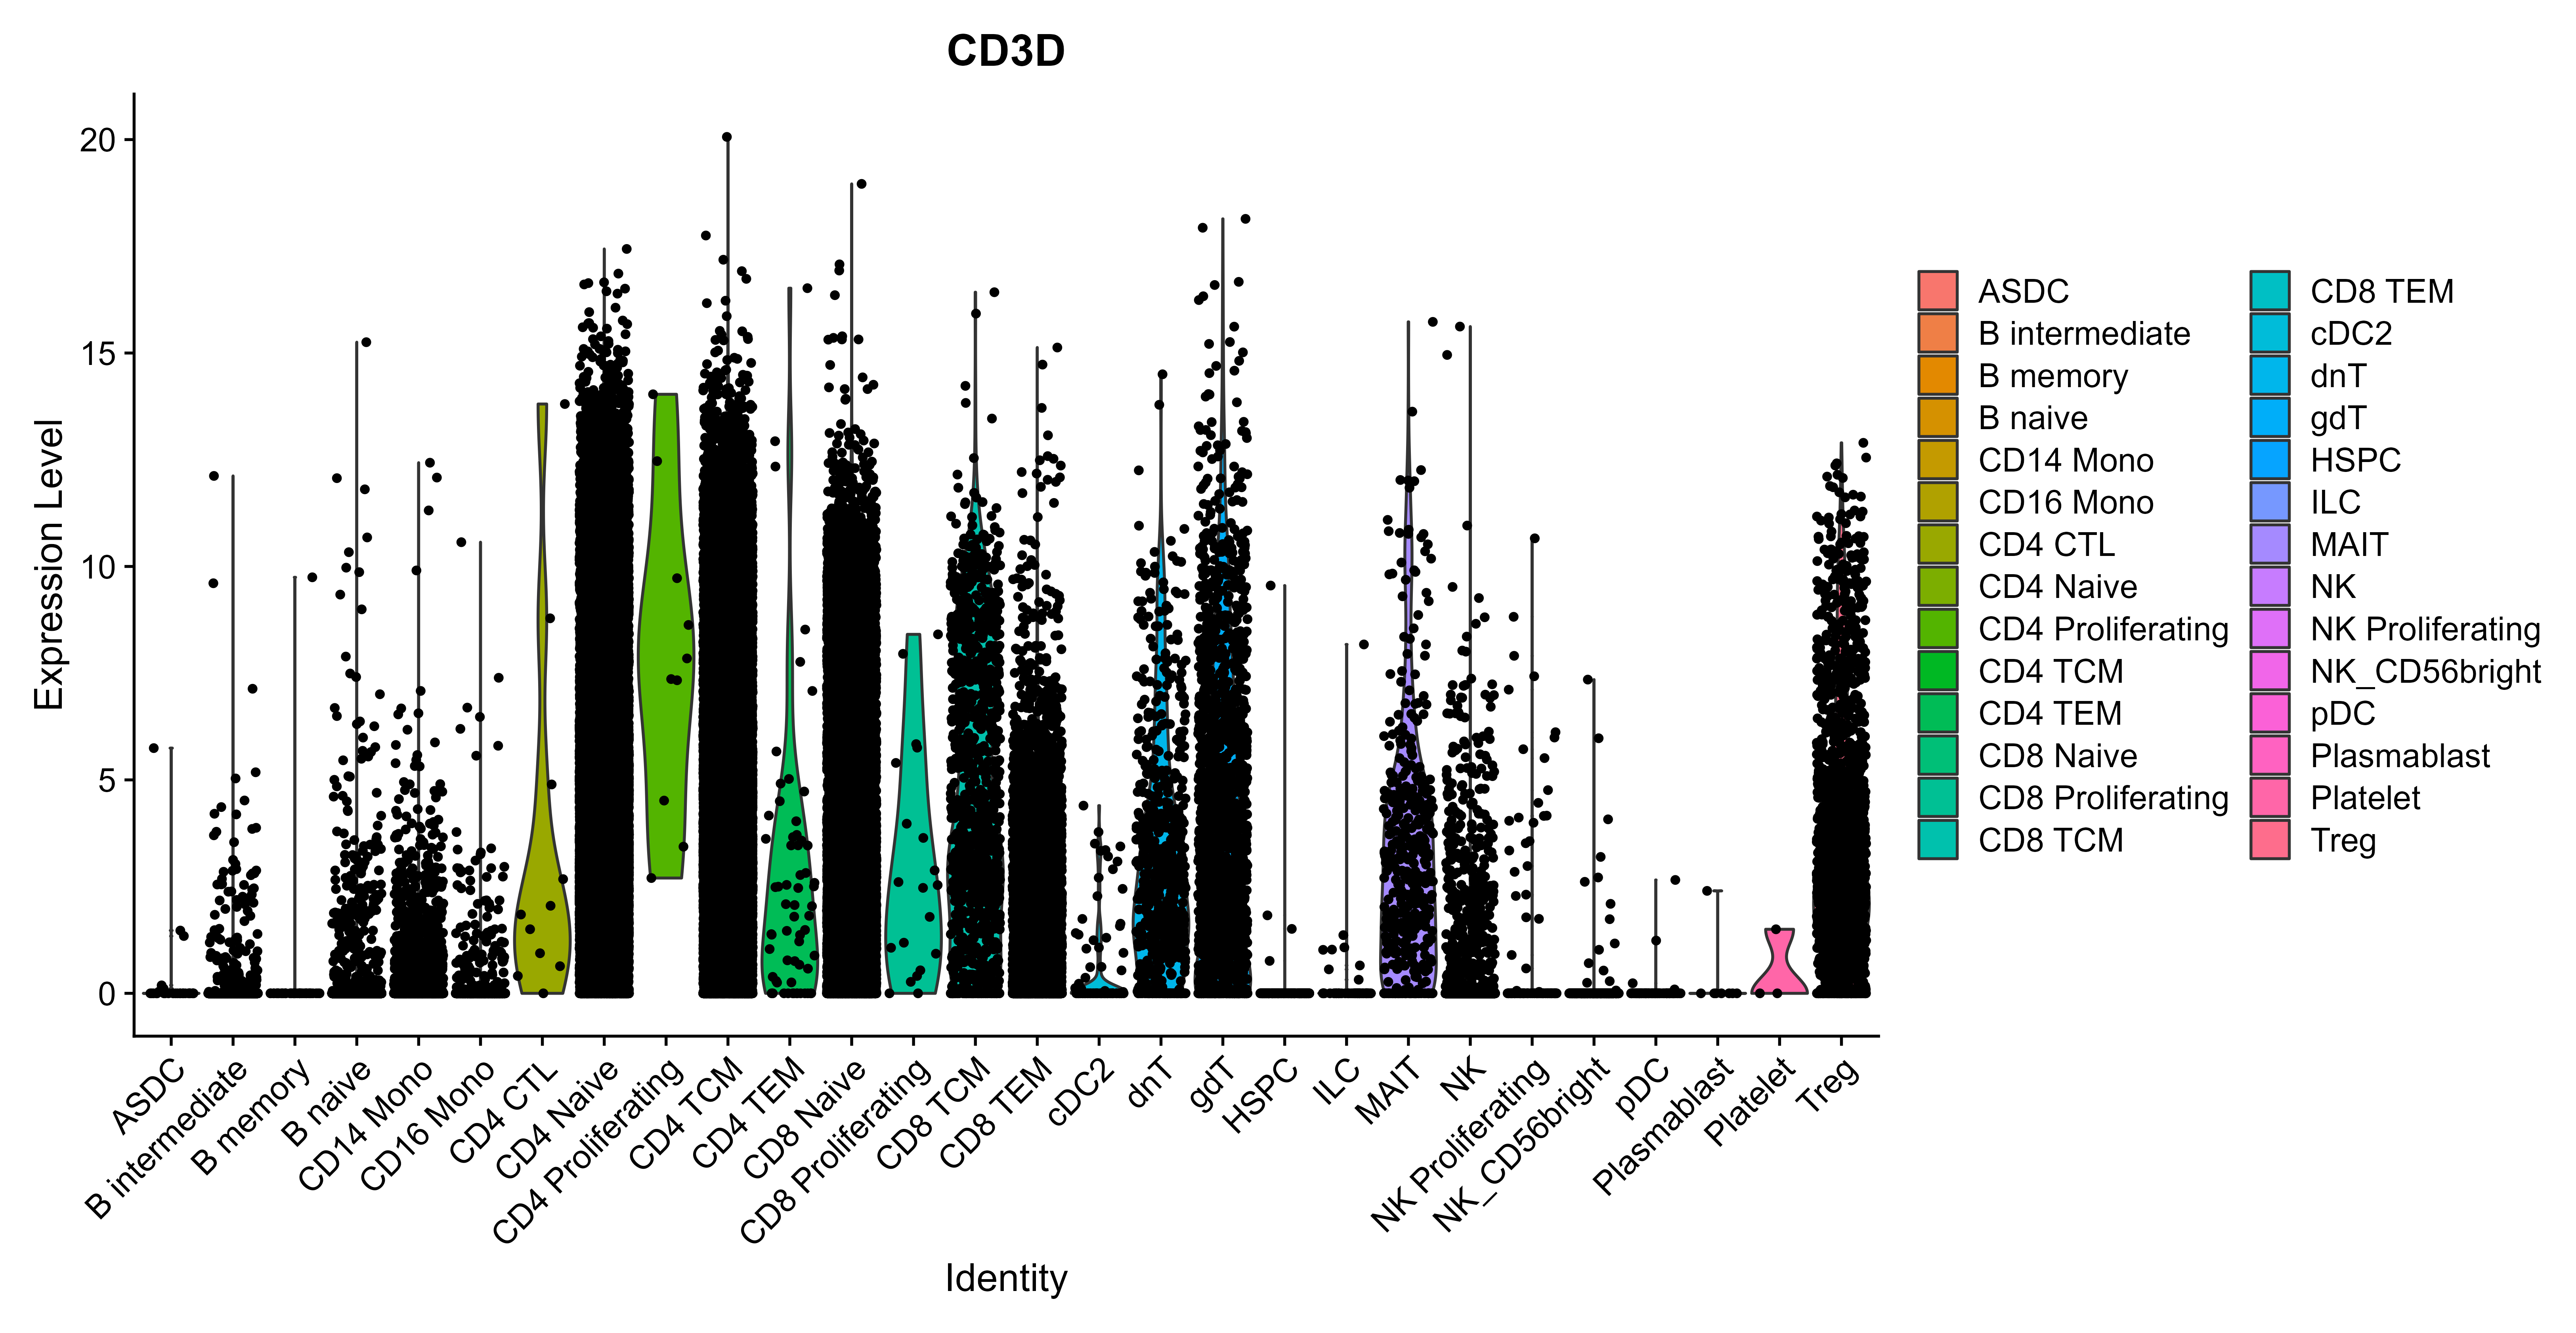 CD3D
Expression Level
20
15
10
5
0
ASDC
B intermediate
B memory
B naive
CD14 Mono
CD16 Mono
CD4 CTL
CD4 Naive
CD4 Proliferating
CD4 TCM
CD4 TEM
CD8 Naive
CD8 Proliferating
CD8 TCM
CD8 TEM
cDC2
dnT
gdT
HSPC
ILC
MAIT
NK
NK Proliferating
NK_CD56bright
pDC
Plasmablast
Platelet
Treg
Identity
ASDC
B intermediate
B memory
B naive
CD14 Mono
CD16 Mono
CD4 CTL
CD4 Naive
CD4 Proliferating
CD4 TCM
CD4 TEM
CD8 Naive
CD8 Proliferating
CD8 TCM
CD8 TEM
cDC2
dnT
gdT
HSPC
ILC
MAIT
NK
NK Proliferating
NK_CD56bright
pDC
Plasmablast
Platelet
Treg